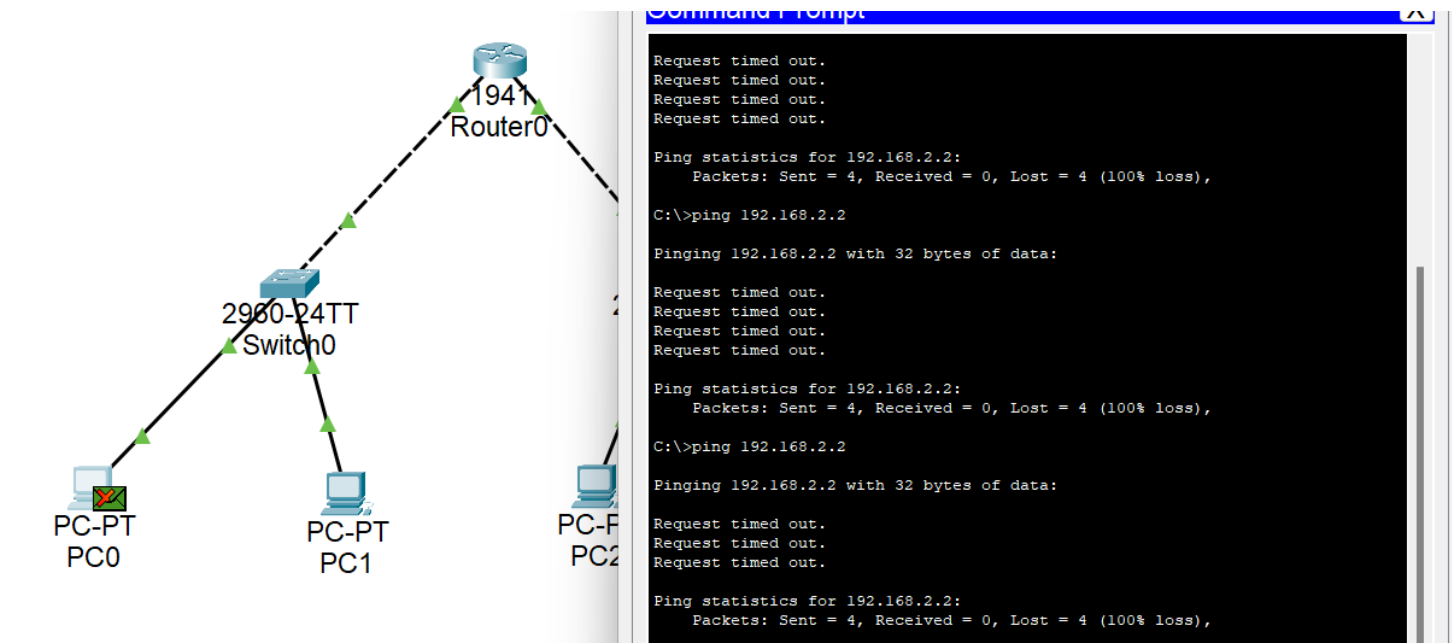 1941
Router0
2960-24TT
Switch0
PC-PT
PC0
PC-PT
PC1
Command Prompt
X
Request timed out.
Request timed out.
Request timed out.
Request timed out.
Ping statistics for 192.168.2.2:
Packets: Sent = 4, Received = 0, Lost = 4 (100% loss),
C:\>ping 192.168.2.2
Pinging 192.168.2.2 with 32 bytes of data:
Request timed out.
Request timed out.
Request timed out.
Request timed out.
Ping statistics for 192.168.2.2:
Packets: Sent = 4, Received = 0, Lost = 4 (100% loss),
C:\>ping 192.168.2.2
Pinging 192.168.2.2 with 32 bytes of data:
Request timed out.
Request timed out.
Request timed out.
Ping statistics for 192.168.2.2:
Packets: Sent = 4, Received = 0, Lost = 4 (100% loss),